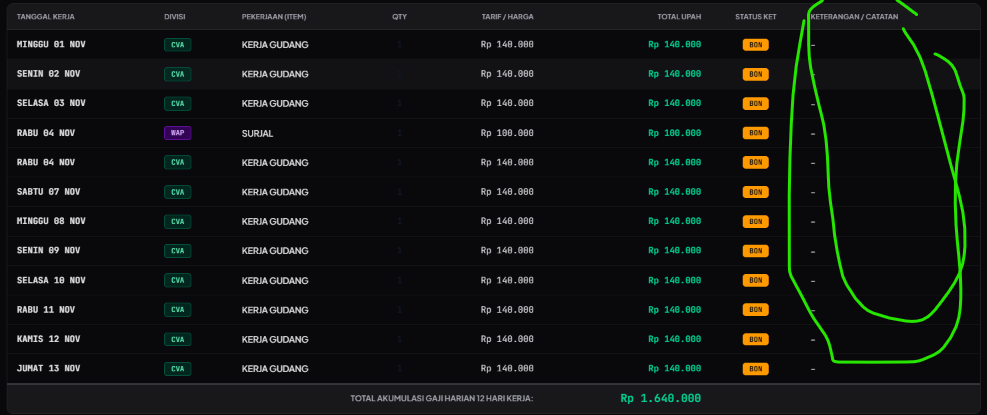 TANGGAL KERJA DIVISI PEKERJAAN (ITEM) QTY TARIF / HARGA TOTAL UPAH STATUS KET KETERANGAN / CATATAN
MINGGU 01 NOV CVA KERJA GUDANG 1 Rp 140.000 Rp 140.000 BON -
SENIN 02 NOV CVA KERJA GUDANG 1 Rp 140.000 Rp 140.000 BON -
SELASA 03 NOV CVA KERJA GUDANG 1 Rp 140.000 Rp 140.000 BON -
RABU 04 NOV WAP SURJAL 1 Rp 100.000 Rp 100.000 BON -
RABU 04 NOV CVA KERJA GUDANG 1 Rp 140.000 Rp 140.000 BON -
SABTU 07 NOV CVA KERJA GUDANG 1 Rp 140.000 Rp 140.000 BON -
MINGGU 08 NOV CVA KERJA GUDANG 1 Rp 140.000 Rp 140.000 BON -
SENIN 09 NOV CVA KERJA GUDANG 1 Rp 140.000 Rp 140.000 BON -
SELASA 10 NOV CVA KERJA GUDANG 1 Rp 140.000 Rp 140.000 BON -
RABU 11 NOV CVA KERJA GUDANG 1 Rp 140.000 Rp 140.000 BON -
KAMIS 12 NOV CVA KERJA GUDANG 1 Rp 140.000 Rp 140.000 BON -
JUMAT 13 NOV CVA KERJA GUDANG 1 Rp 140.000 Rp 140.000 BON -
TOTAL AKUMULASI GAJI HARIAN 12 HARI KERJA: Rp 1.640.000